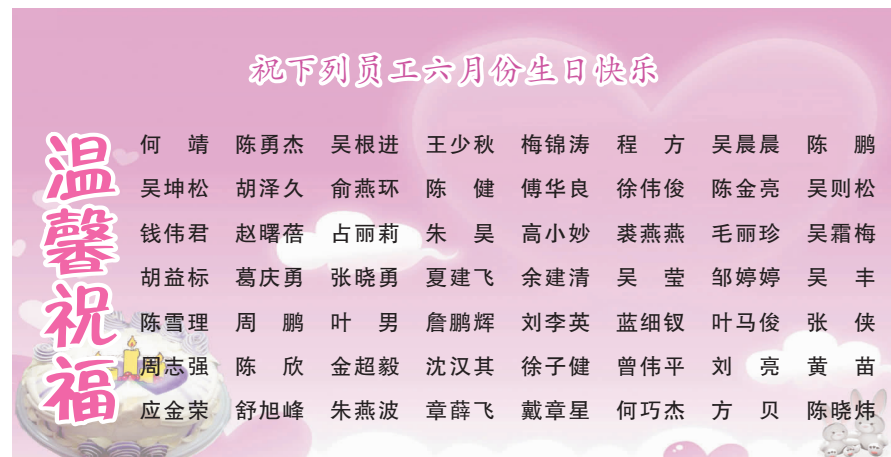 祝下列员工六月份生日快乐
温馨祝福
何　靖　陈勇杰　吴根进　王少秋　梅锦涛　程　方　吴晨晨　陈　鹏
吴坤松　胡泽久　俞燕环　陈　健　傅华良　徐伟俊　陈金亮　吴则松
钱伟君　赵曙蓓　占丽莉　朱　昊　高小妙　裘燕燕　毛丽珍　吴霜梅
胡益标　葛庆勇　张晓勇　夏建飞　余建清　吴　莹　邹婷婷　吴　丰
陈雪理　周　鹏　叶　男　詹鹏辉　刘李英　蓝细钗　叶马俊　张　侠
周志强　陈　欣　金超毅　沈汉其　徐子健　曾伟平　刘　亮　黄　苗
应金荣　舒旭峰　朱燕波　章薛飞　戴章星　何巧杰　方　贝　陈晓炜